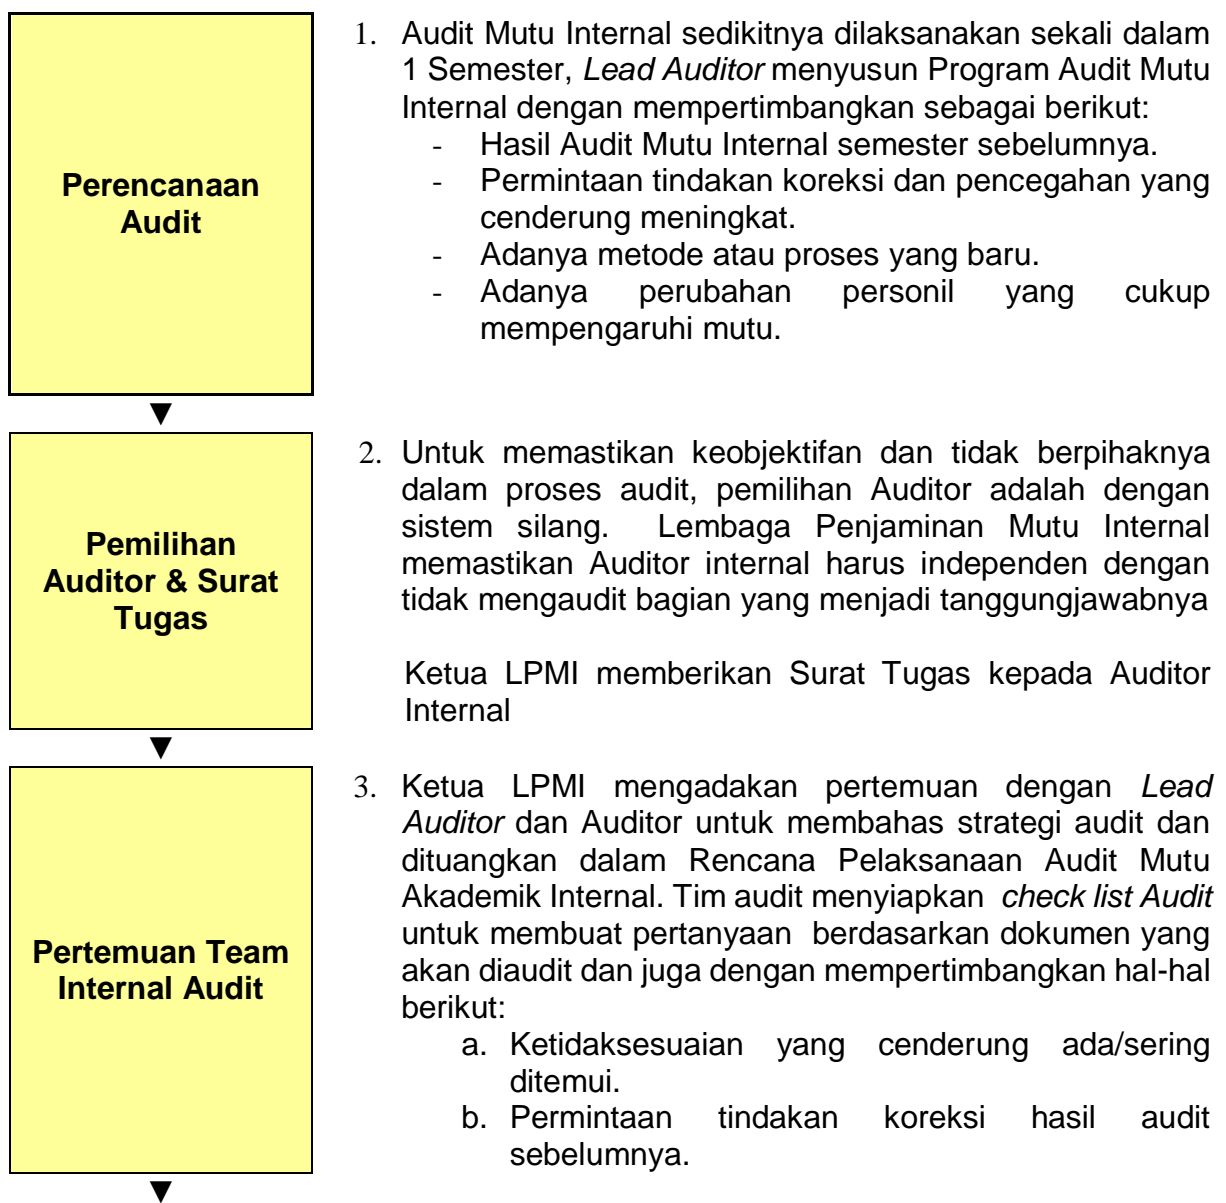 Perencanaan
Audit
1. Audit Mutu Internal sedikitnya dilaksanakan sekali dalam
1 Semester, Lead Auditor menyusun Program Audit Mutu
Internal dengan mempertimbangkan sebagai berikut:
- Hasil Audit Mutu Internal semester sebelumnya.
- Permintaan tindakan koreksi dan pencegahan yang
cenderung meningkat.
- Adanya metode atau proses yang baru.
- Adanya perubahan personil yang cukup
mempengaruhi mutu.
▼
Pemilihan
Auditor & Surat
Tugas
2. Untuk memastikan keobjektifan dan tidak berpihaknya
dalam proses audit, pemilihan Auditor adalah dengan
sistem silang. Lembaga Penjaminan Mutu Internal
memastikan Auditor internal harus independen dengan
tidak mengaudit bagian yang menjadi tanggungjawabnya
Ketua LPMI memberikan Surat Tugas kepada Auditor
Internal
▼
Pertemuan Team
Internal Audit
3. Ketua LPMI mengadakan pertemuan dengan Lead
Auditor dan Auditor untuk membahas strategi audit dan
dituangkan dalam Rencana Pelaksanaan Audit Mutu
Akademik Internal. Tim audit menyiapkan check list Audit
untuk membuat pertanyaan berdasarkan dokumen yang
akan diaudit dan juga dengan mempertimbangkan hal-hal
berikut:
a. Ketidaksesuaian yang cenderung ada/sering
ditemui.
b. Permintaan tindakan koreksi hasil audit
sebelumnya.
▼